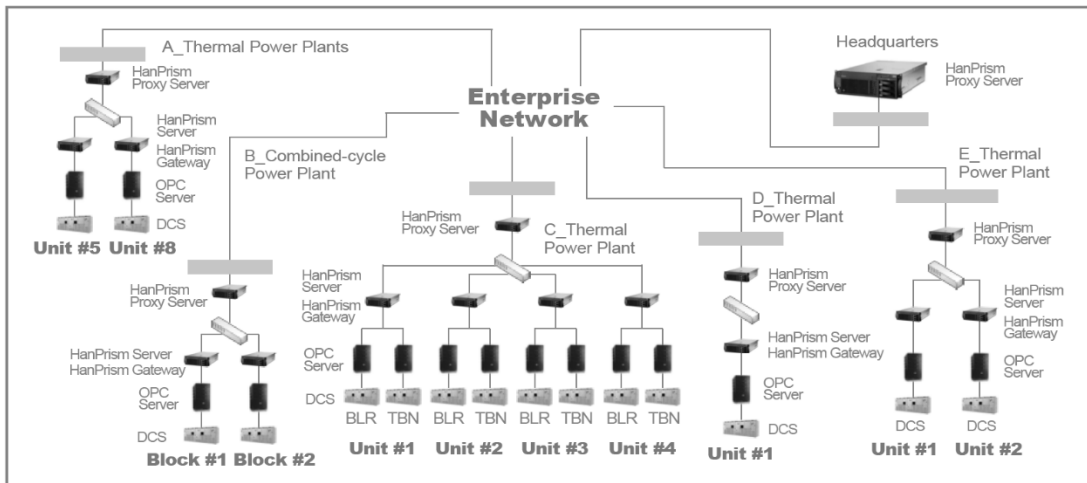 A_Thermal Power Plants
HanPrism
Proxy Server
HanPrism
Server
HanPrism
Gateway
OPC
Server
DCS
Unit #5
Unit #8
Enterprise
Network
Headquarters
HanPrism
Proxy Server
B_Combined-cycle
Power Plant
HanPrism
Proxy Server
HanPrism Server
HanPrism Gateway
OPC
Server
DCS
Block #1
Block #2
HanPrism
Proxy Server
C_Thermal
Power Plant
HanPrism
Server
HanPrism
Gateway
OPC
Server
DCS
BLR
TBN
BLR
TBN
BLR
TBN
BLR
TBN
Unit #1
Unit #2
Unit #3
Unit #4
D_Thermal
Power Plant
HanPrism
Proxy Server
HanPrism Server
HanPrism Gateway
OPC
Server
DCS
Unit #1
E_Thermal
Power Plant
HanPrism
Proxy Server
HanPrism
Server
HanPrism
Gateway
OPC
Server
DCS
DCS
Unit #1
Unit #2